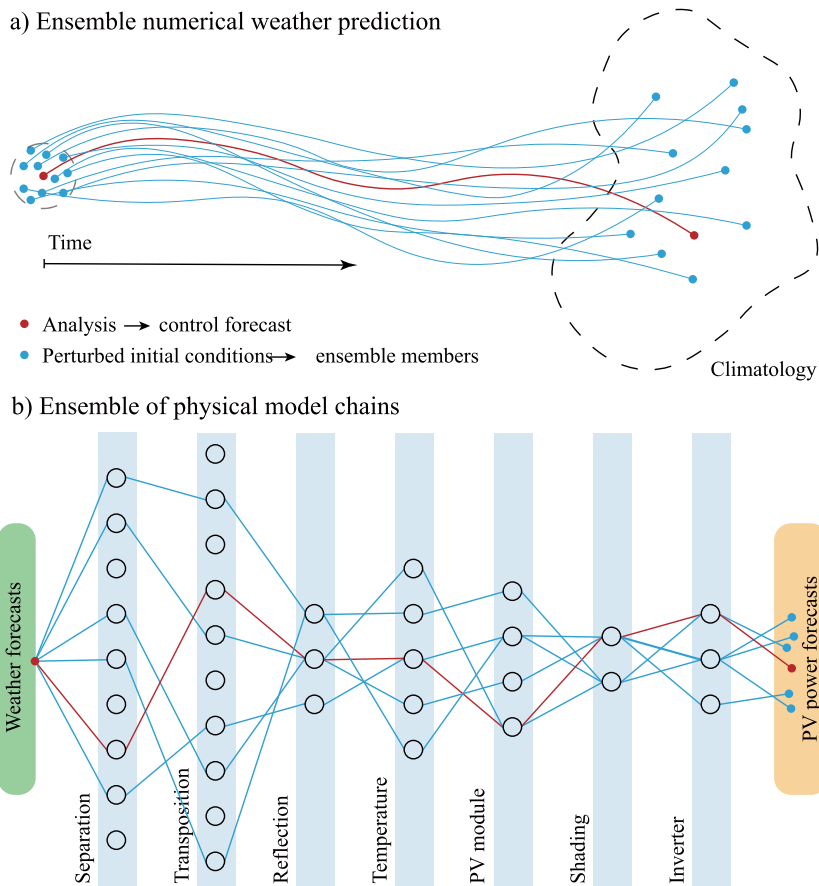 a) Ensemble numerical weather prediction
Time
Analysis → control forecast
Perturbed initial conditions → ensemble members
Climatology
b) Ensemble of physical model chains
Weather forecasts
Separation
Transposition
Reflection
Temperature
PV module
Shading
Inverter
PV power forecasts